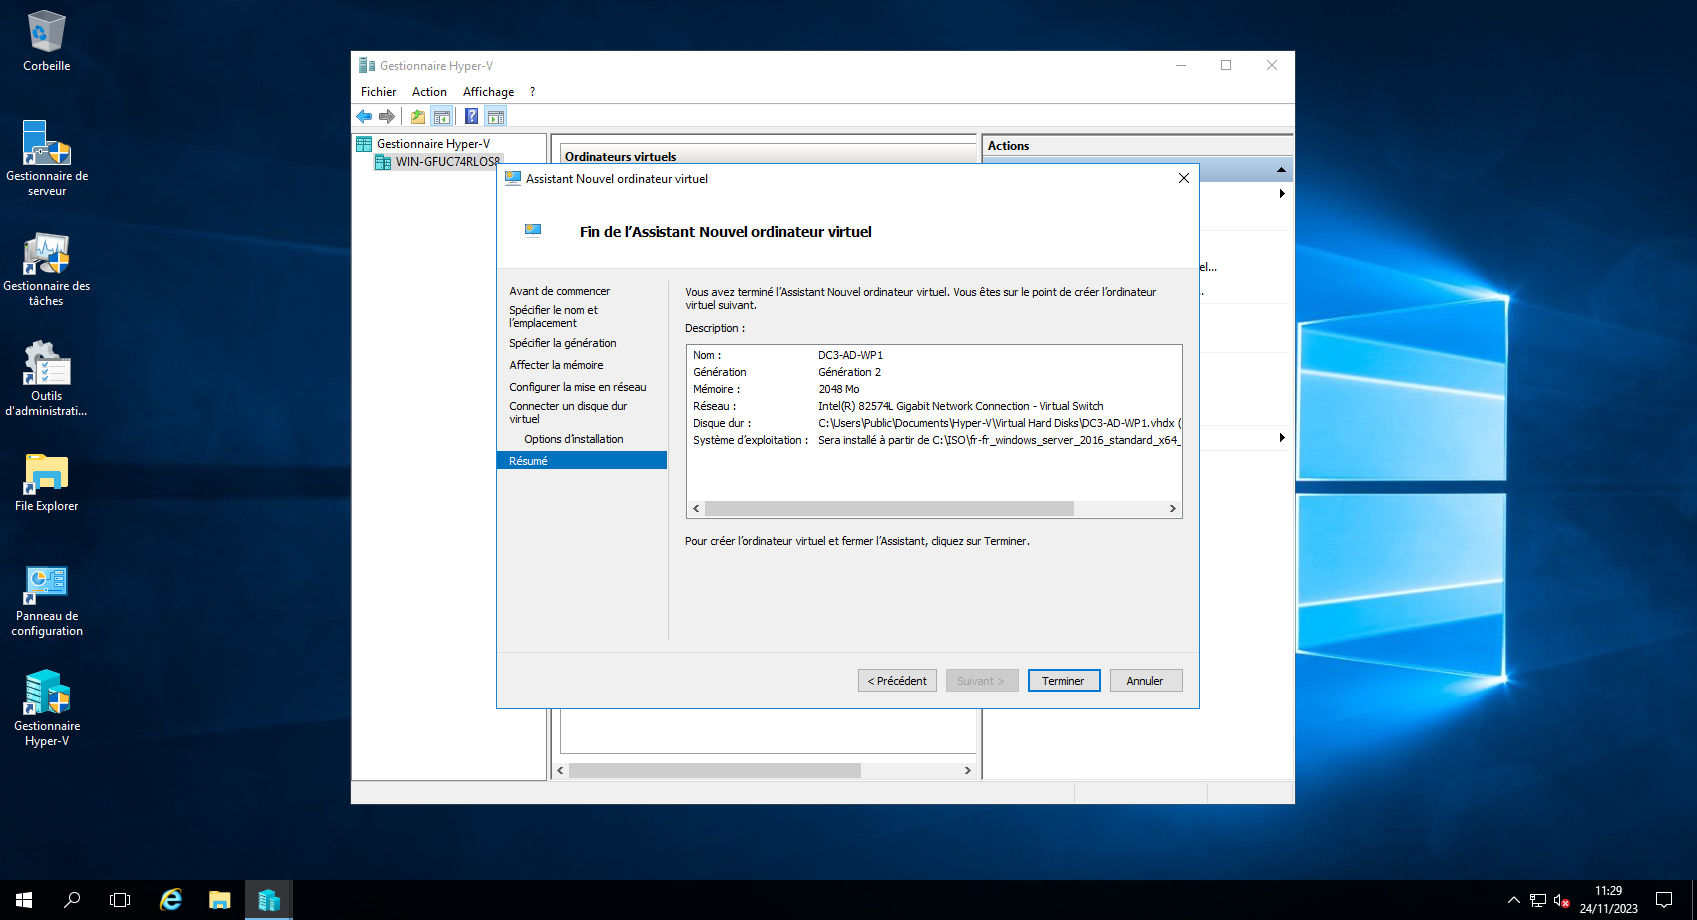 Corbeille
Gestionnaire de
serveur
Gestionnaire des
tâches
Outils
d'administrati...
File Explorer
Panneau de
configuration
Gestionnaire
Hyper-V
Gestionnaire Hyper-V
Fichier Action Affichage ?
Gestionnaire Hyper-V
WIN-GFUC74RLOS8
Ordinateurs virtuels
Actions
el...
.
Assistant Nouvel ordinateur virtuel
Fin de l’Assistant Nouvel ordinateur virtuel
Avant de commencer
Spécifier le nom et
l’emplacement
Spécifier la génération
Affecter la mémoire
Configurer la mise en réseau
Connecter un disque dur
virtuel
Options d’installation
Résumé
Vous avez terminé l’Assistant Nouvel ordinateur virtuel. Vous êtes sur le point de créer l’ordinateur
virtuel suivant.
Description :
Nom : DC3-AD-WP1
Génération Génération 2
Mémoire : 2048 Mo
Réseau : Intel(R) 82574L Gigabit Network Connection - Virtual Switch
Disque dur : C:\Users\Public\Documents\Hyper-V\Virtual Hard Disks\DC3-AD-WP1.vhdx (
Système d’exploitation : Sera installé à partir de C:\ISO\fr-fr_windows_server_2016_standard_x64_
Pour créer l’ordinateur virtuel et fermer l’Assistant, cliquez sur Terminer.
< Précédent Suivant > Terminer Annuler
11:29
24/11/2023